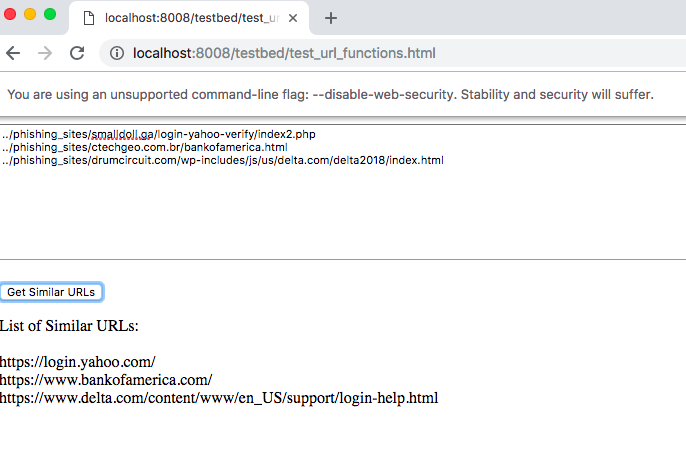 localhost:8008/testbed/test_ur
localhost:8008/testbed/test_url_functions.html
You are using an unsupported command-line flag: --disable-web-security. Stability and security will suffer.
../phishing_sites/smalldoll.ga/login-yahoo-verify/index2.php
../phishing_sites/ctechgeo.com.br/bankofamerica.html
../phishing_sites/drumcircuit.com/wp-includes/js/us/delta.com/delta2018/index.html
Get Similar URLs
List of Similar URLs:
https://login.yahoo.com/
https://www.bankofamerica.com/
https://www.delta.com/content/www/en_US/support/login-help.html